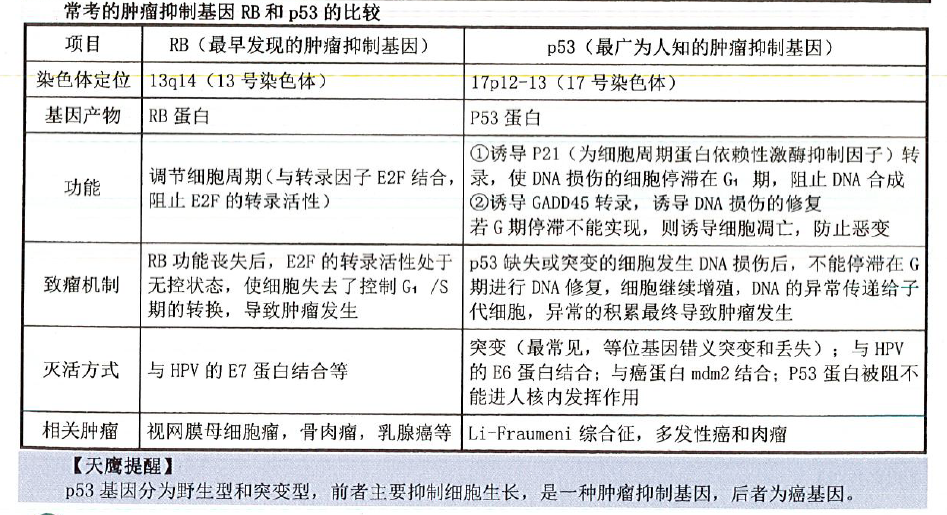 常考的肿瘤抑制基因 RB 和 p53 的比较
项目
RB（最早发现的肿瘤抑制基因）
p53（最广为人知的肿瘤抑制基因）
染色体定位
13q14（13 号染色体）
17p12-13（17 号染色体）
基因产物
RB 蛋白
P53 蛋白
功能
调节细胞周期（与转录因子 E2F 结合，
阻止 E2F 的转录活性）
①诱导 P21（为细胞周期蛋白依赖性激酶抑制因子）转
录，使 DNA 损伤的细胞停滞在 G₁ 期，阻止 DNA 合成
②诱导 GADD45 转录，诱导 DNA 损伤的修复
若 G 期停滞不能实现，则诱导细胞凋亡，防止恶变
致瘤机制
RB 功能丧失后，E2F 的转录活性处于
无控状态，使细胞失去了控制 G₁ /S
期的转换，导致肿瘤发生
p53 缺失或突变的细胞发生 DNA 损伤后，不能停滞在 G
期进行 DNA 修复，细胞继续增殖，DNA 的异常传递给子
代细胞，异常的积累最终导致肿瘤发生
灭活方式
与 HPV 的 E7 蛋白结合等
突变（最常见，等位基因错义突变和丢失）；与 HPV
的 E6 蛋白结合；与癌蛋白 mdm2 结合；P53 蛋白被阻不
能进人核内发挥作用
相关肿瘤
视网膜母细胞瘤，骨肉瘤，乳腺癌等
Li-Fraumeni 综合征，多发性癌和肉瘤
【天鹰提醒】
p53 基因分为野生型和突变型，前者主要抑制细胞生长，是一种肿瘤抑制基因，后者为癌基因。